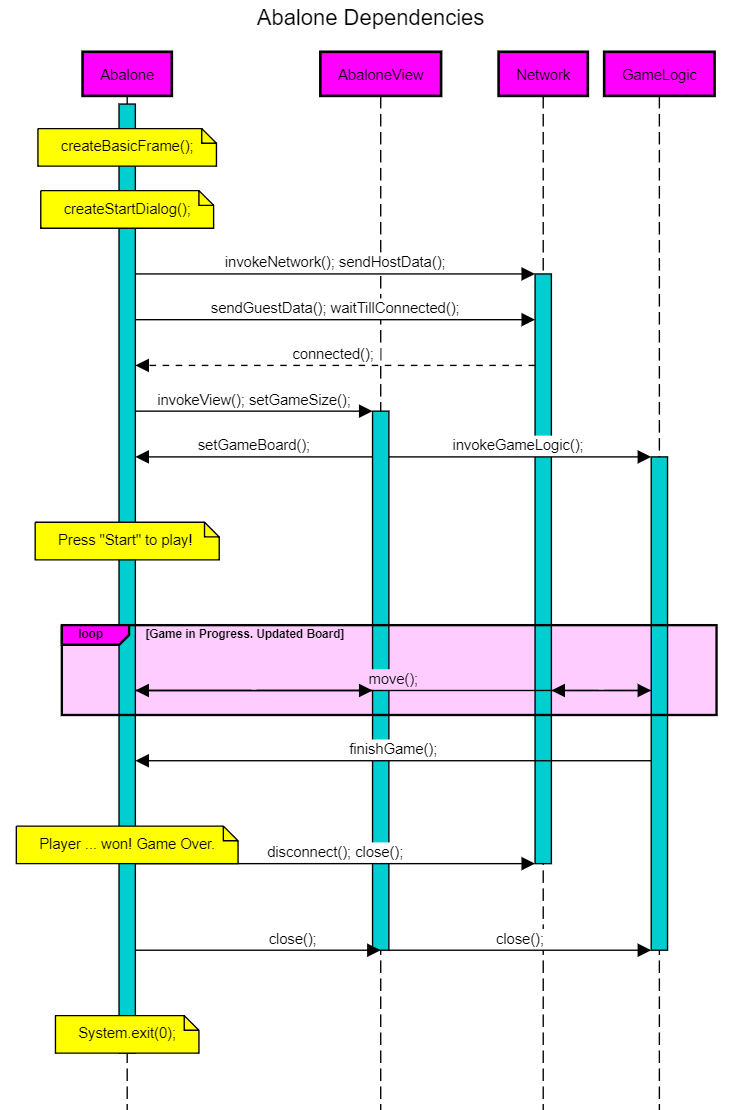 Abalone Dependencies
Abalone
AbaloneView
Network
GameLogic
createBasicFrame();
createStartDialog();
invokeNetwork(); sendHostData();
sendGuestData(); waitTillConnected();
connected();
invokeView(); setGameSize();
setGameBoard();
invokeGameLogic();
Press "Start" to play!
loop
[Game in Progress. Updated Board]
move();
finishGame();
Player ... won! Game Over.
disconnect(); close();
close();
close();
System.exit(0);